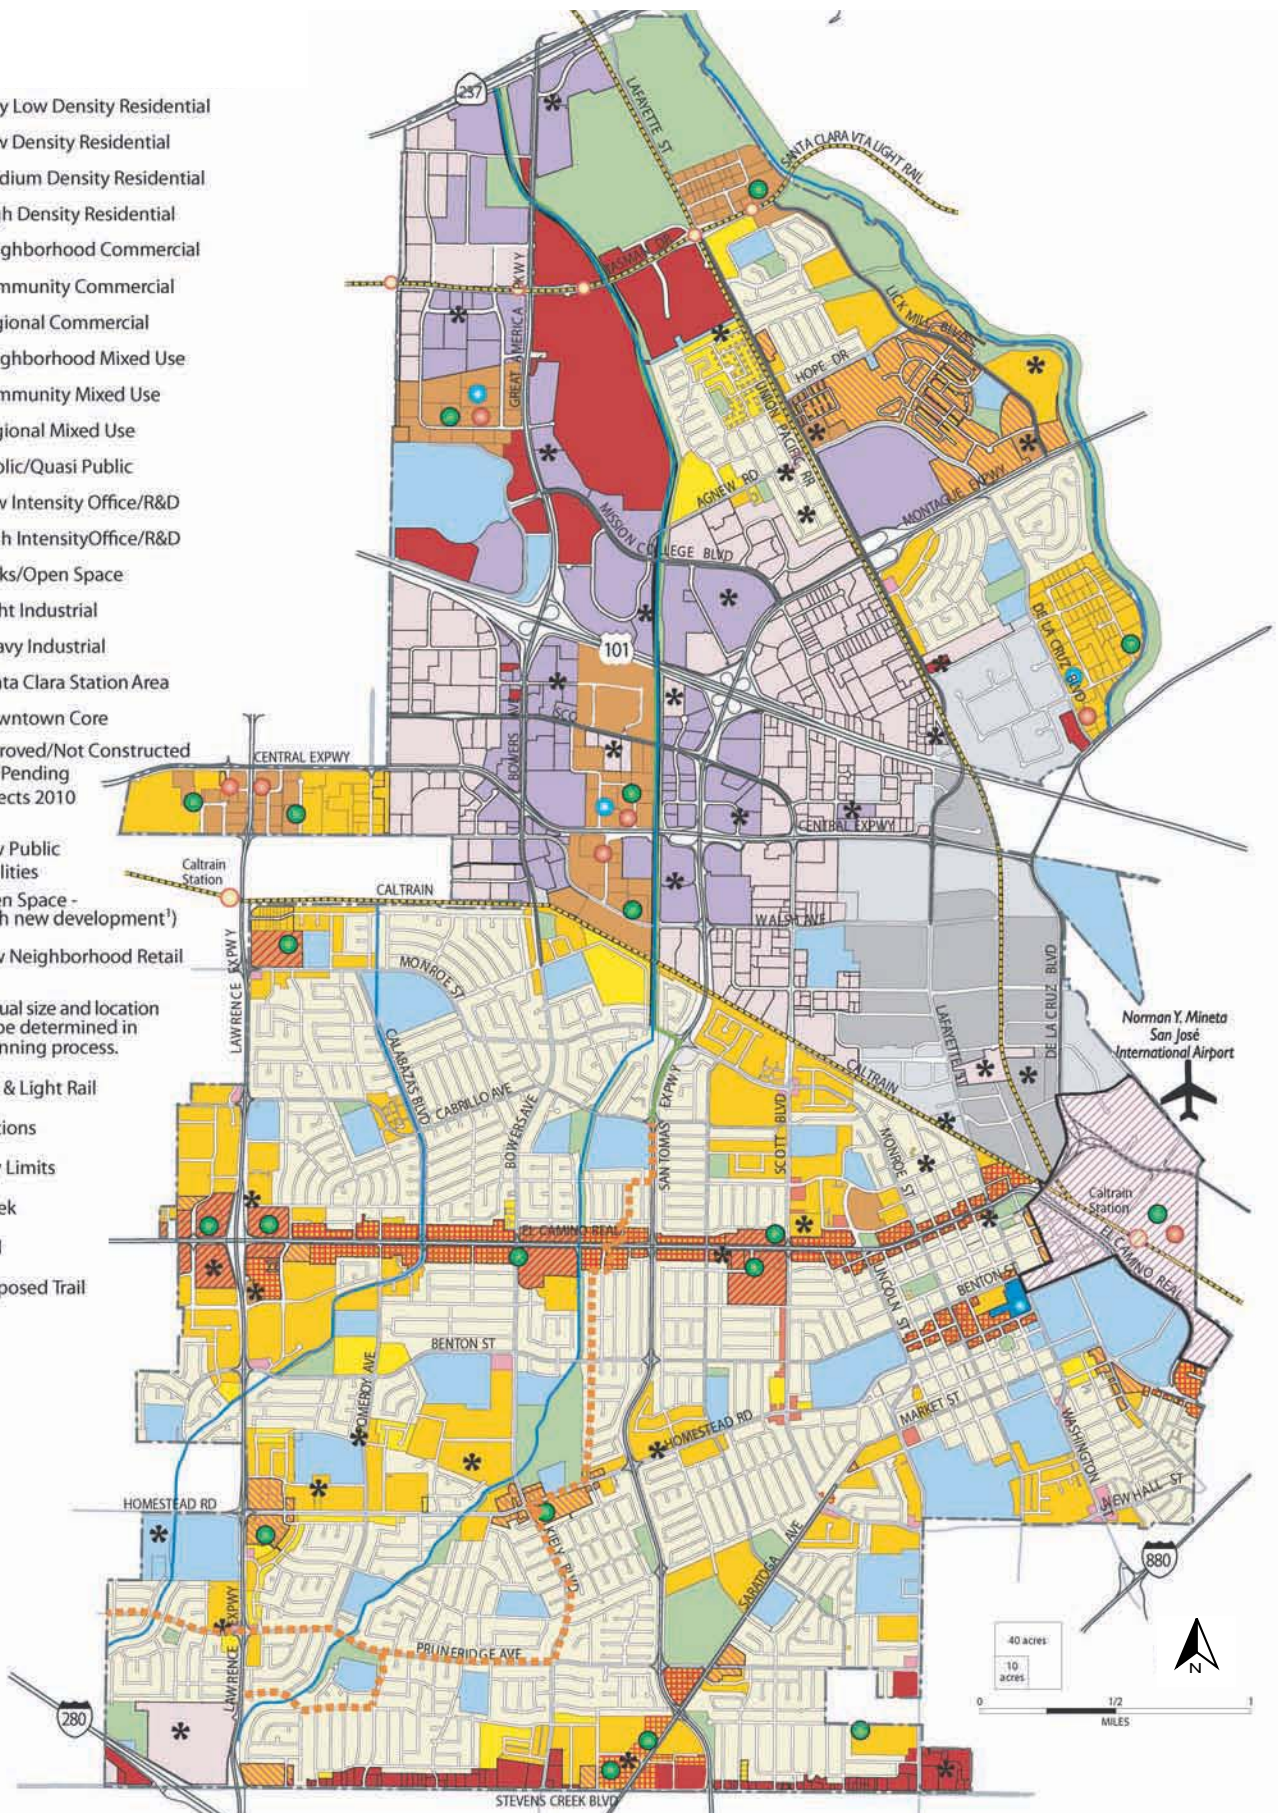 y Low Density Residential
w Density Residential
dium Density Residential
gh Density Residential
ighborhood Commercial
mmunity Commercial
gional Commercial
ighborhood Mixed Use
mmunity Mixed Use
gional Mixed Use
blic/Quasi Public
w Intensity Office/R&D
h IntensityOffice/R&D
ks/Open Space
ht Industrial
avy Industrial
nta Clara Station Area
wntown Core
roved/Not Constructed
Pending
ects 2010
v Public
lities
en Space -
h new development¹)
w Neighborhood Retail
ual size and location
be determined in
nning process.
& Light Rail
tions
y Limits
ek
l
posed Trail
237
LAFAYETTE ST
SANTA CLARA VTA LIGHT RAIL
TASMAN DR
GREAT AMERICA PKWY
LICK MILL BLVD
HOPE DR
UNION PACIFIC RR
AGNEW RD
MONTAGUE EXPWY
MISSION COLLEGE BLVD
101
DE LA CRUZ BLVD
SCC
BOWERS AVE
CENTRAL EXPWY
CENTRAL EXPWY
Caltrain
Station
CALTRAIN
WALSH AVE
LAWRENCE EXPWY
MONROE ST
DE LA CRUZ BLVD
LAFAYETTE ST
Norman Y. Mineta
San José
International Airport
CALABAZAS BLVD
CABRILLO AVE
BOWERS AVE
SAN TOMAS EXPWY
SCOTT BLVD
CALTRAIN
MONROE ST
Caltrain
Station
EL CAMINO REAL
EL CAMINO REAL
LINCOLN ST
BENTON ST
BENTON ST
POMEROY AVE
HOMESTEAD RD
MARKET ST
WASHINGTON ST
NEWHALL ST
HOMESTEAD RD
KIELY BLVD
SARATOGA AVE
880
LAWRENCE EXPWY
PRUNERIDGE AVE
40 acres
10
acres
N
0 1/2 1
MILES
280
STEVENS CREEK BLVD